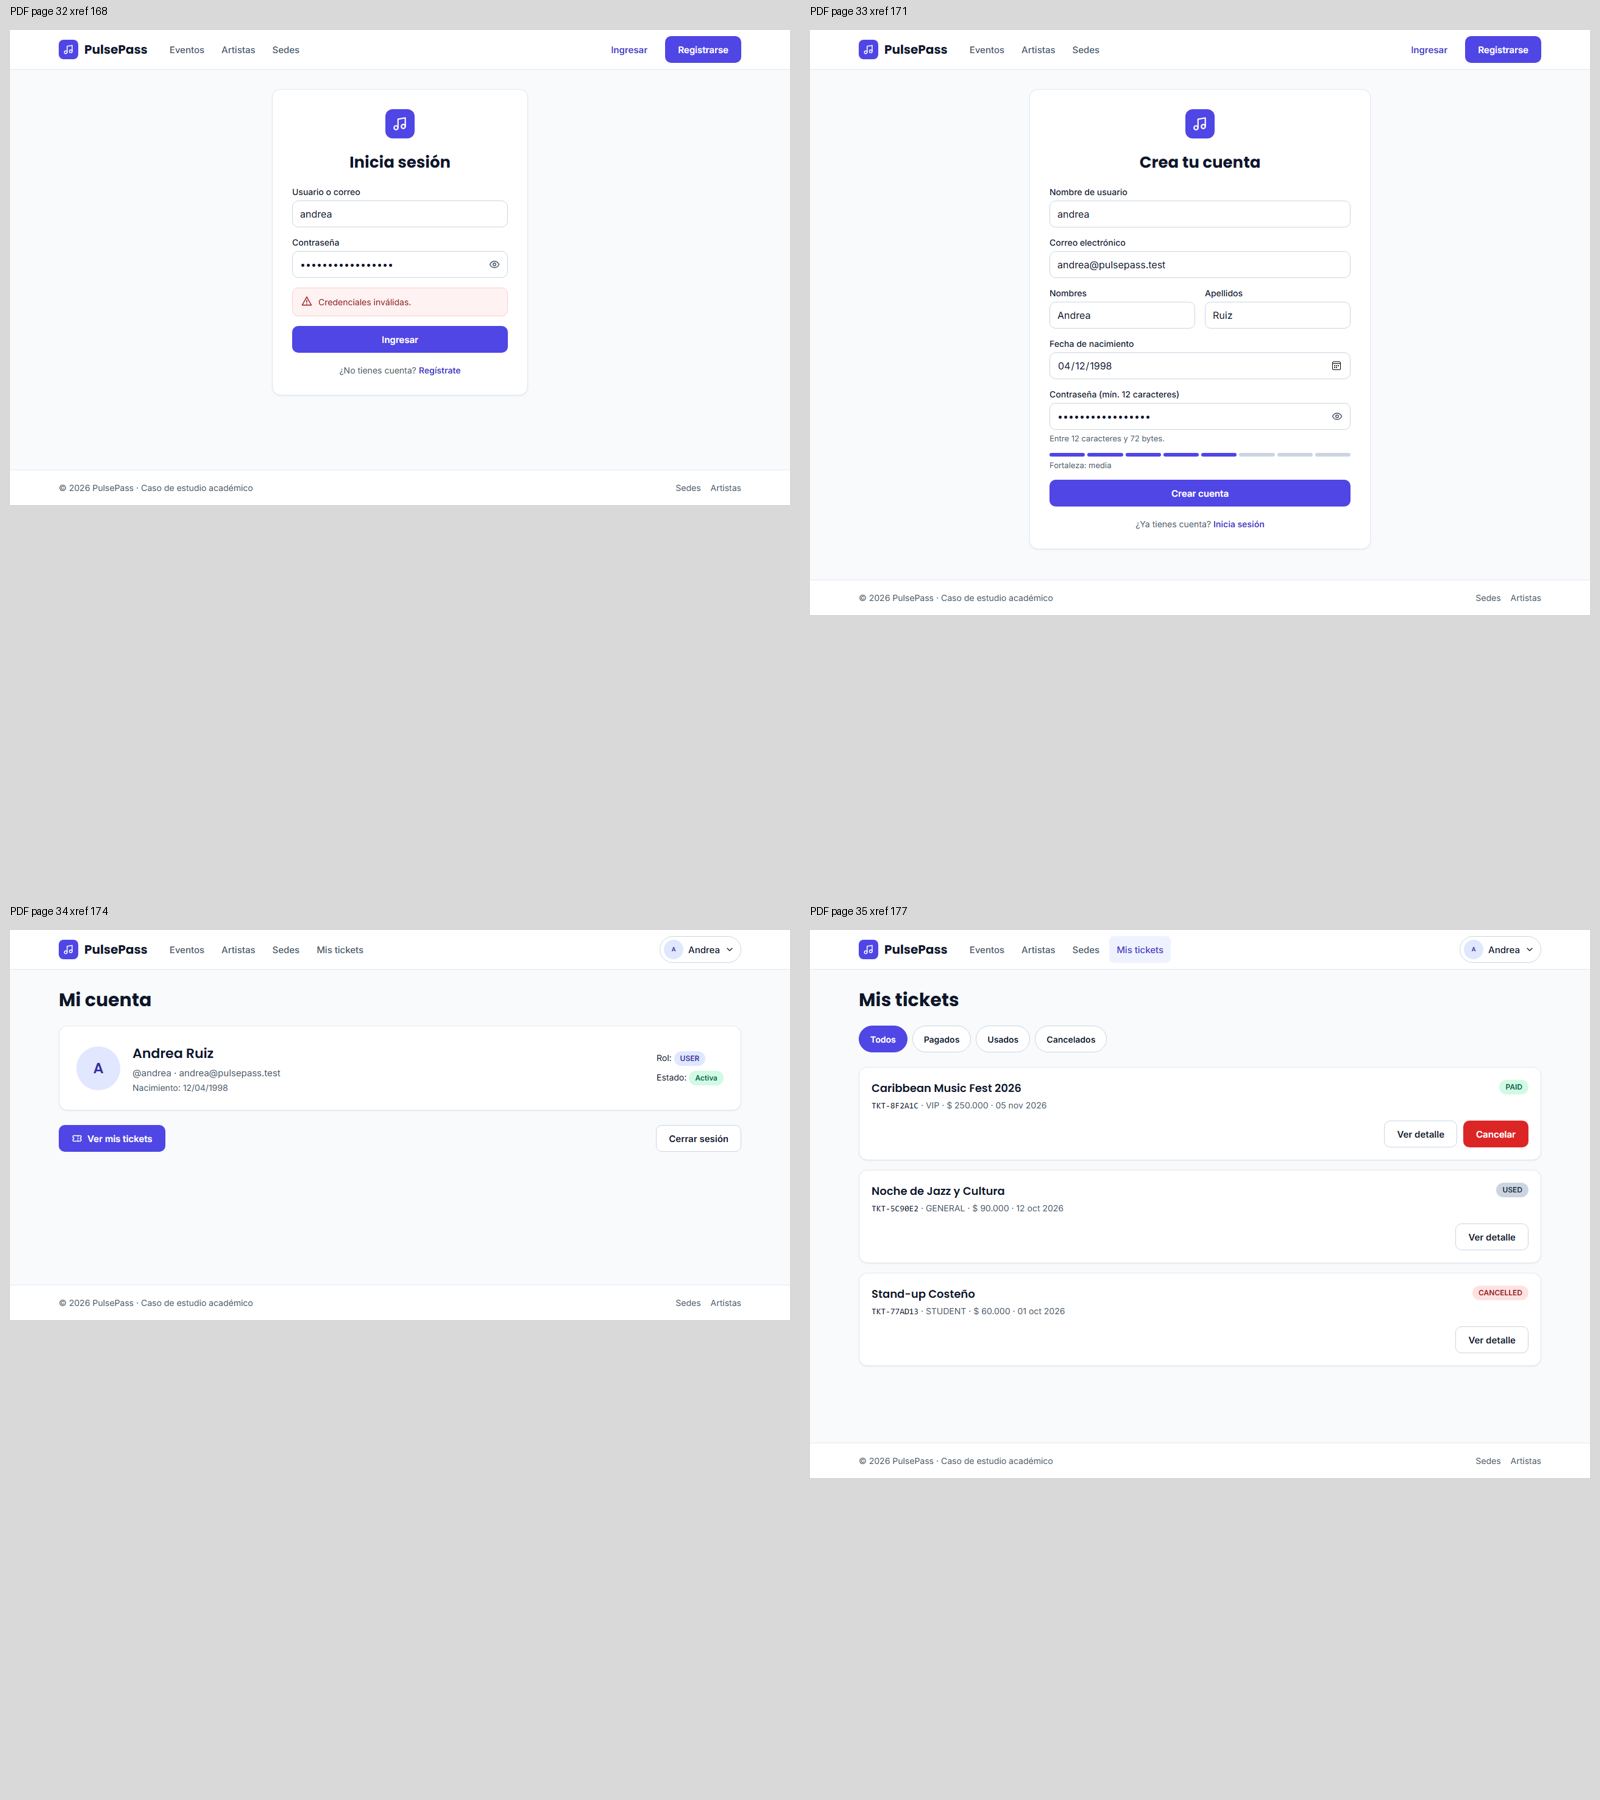 PDF page 32 xref 168
PulsePass Eventos Artistas Sedes Ingresar Registrarse
Inicia sesión
Usuario o correo
andrea
Contraseña
•••••••••••••••••
Credenciales inválidas.
Ingresar
¿No tienes cuenta? Regístrate
© 2026 PulsePass · Caso de estudio académico Sedes Artistas
PDF page 33 xref 171
PulsePass Eventos Artistas Sedes Ingresar Registrarse
Crea tu cuenta
Nombre de usuario
andrea
Correo electrónico
andrea@pulsepass.test
Nombres Apellidos
Andrea Ruiz
Fecha de nacimiento
04/12/1998
Contraseña (mín. 12 caracteres)
•••••••••••••••••
Entre 12 caracteres y 72 bytes.
Fortaleza: media
Crear cuenta
¿Ya tienes cuenta? Inicia sesión
© 2026 PulsePass · Caso de estudio académico Sedes Artistas
PDF page 34 xref 174
PulsePass Eventos Artistas Sedes Mis tickets A Andrea
Mi cuenta
A
Andrea Ruiz
@andrea · andrea@pulsepass.test
Nacimiento: 12/04/1998
Rol: USER
Estado: Activa
Ver mis tickets Cerrar sesión
© 2026 PulsePass · Caso de estudio académico Sedes Artistas
PDF page 35 xref 177
PulsePass Eventos Artistas Sedes Mis tickets A Andrea
Mis tickets
Todos Pagados Usados Cancelados
Caribbean Music Fest 2026 PAID
TKT-8F2A1C · VIP · $ 250.000 · 05 nov 2026
Ver detalle Cancelar
Noche de Jazz y Cultura USED
TKT-5C90E2 · GENERAL · $ 90.000 · 12 oct 2026
Ver detalle
Stand-up Costeño CANCELLED
TKT-77AD13 · STUDENT · $ 60.000 · 01 oct 2026
Ver detalle
© 2026 PulsePass · Caso de estudio académico Sedes Artistas